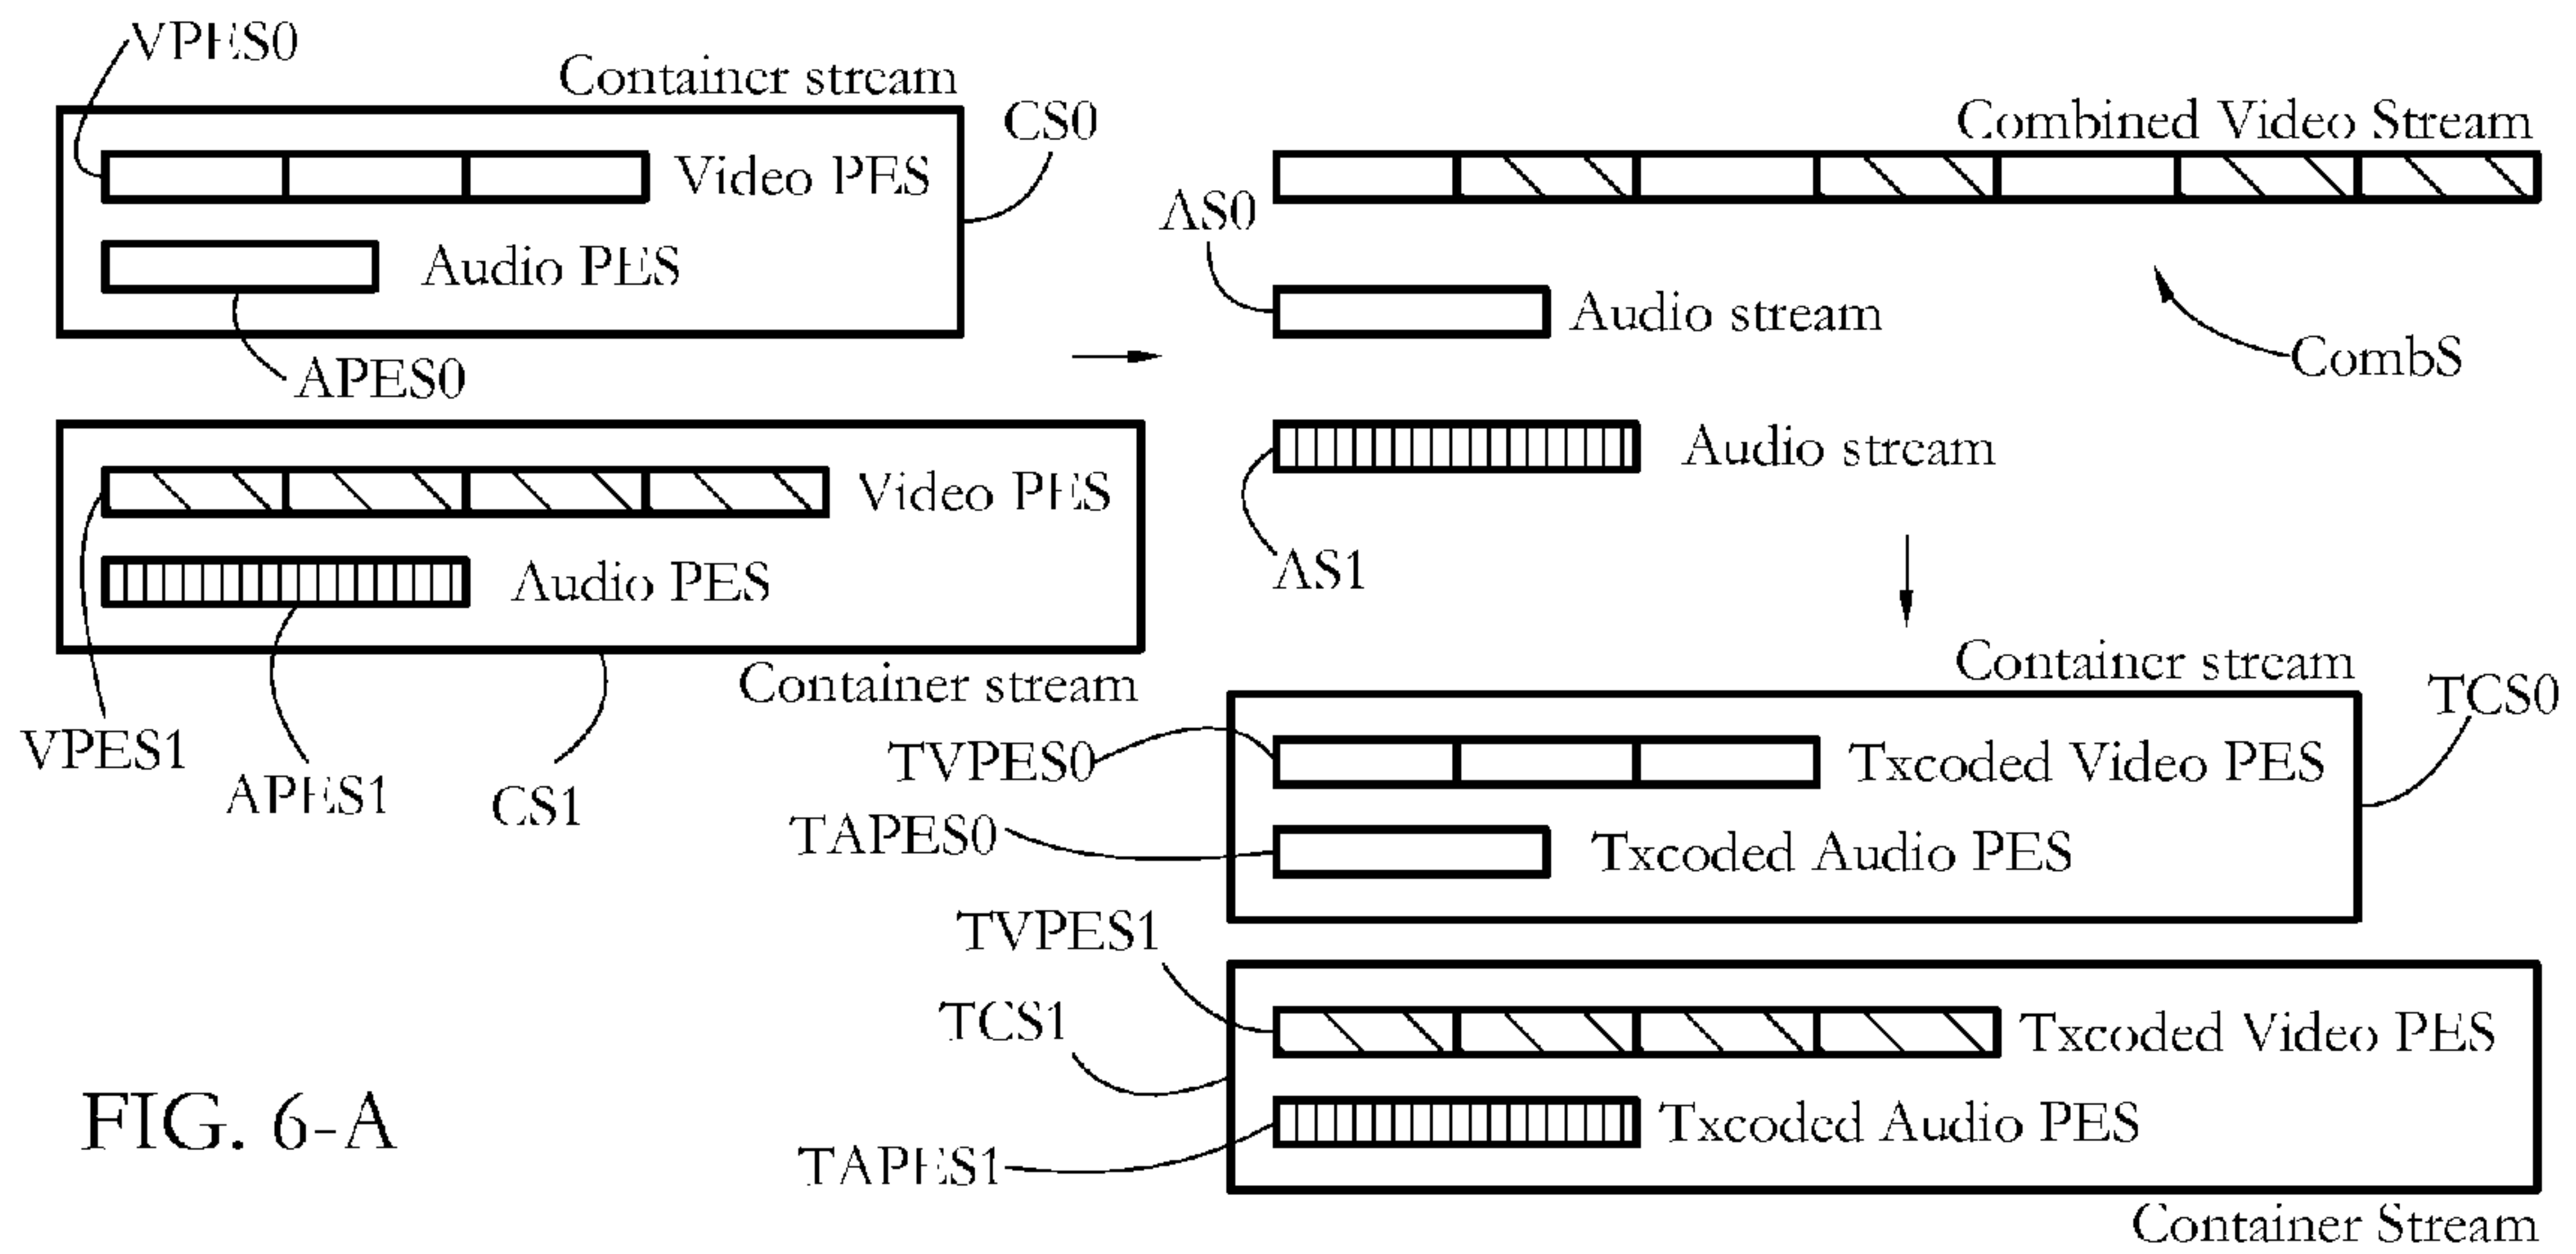 VPES0
Container stream
CS0
Video PES
Audio PES
APES0
Combined Video Stream
AS0
Audio stream
CombS
Audio stream
AS1
Video PES
Audio PES
Container stream
VPES1
APES1
CS1
Container stream
TCS0
TVPES0
Txcoded Video PES
TAPES0
Txcoded Audio PES
TVPES1
TCS1
Txcoded Video PES
Txcoded Audio PES
TAPES1
Container Stream
FIG. 6-A